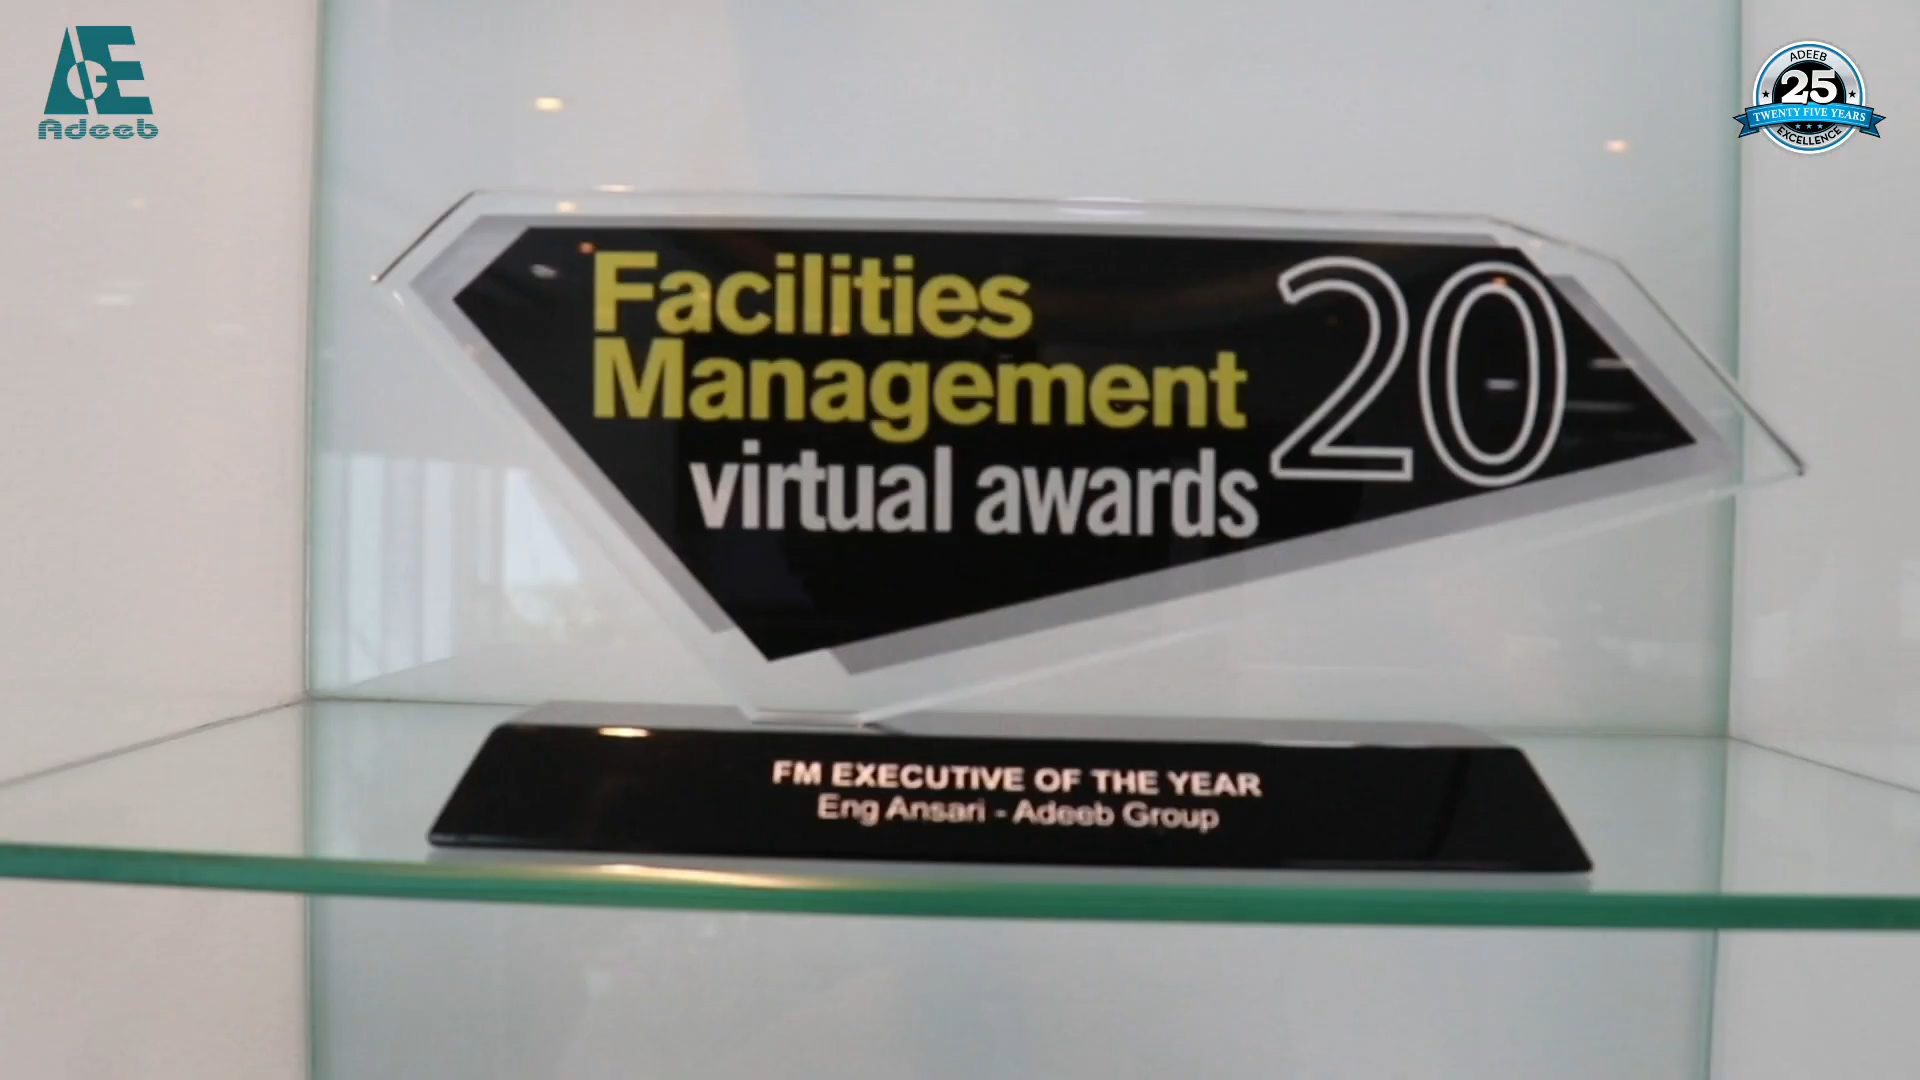 AGE
Adeeb
ADEEB
25
TWENTY FIVE YEARS
EXCELLENCE
Facilities
Management
virtual awards
20
FM EXECUTIVE OF THE YEAR
Eng Ansari - Adeeb Group